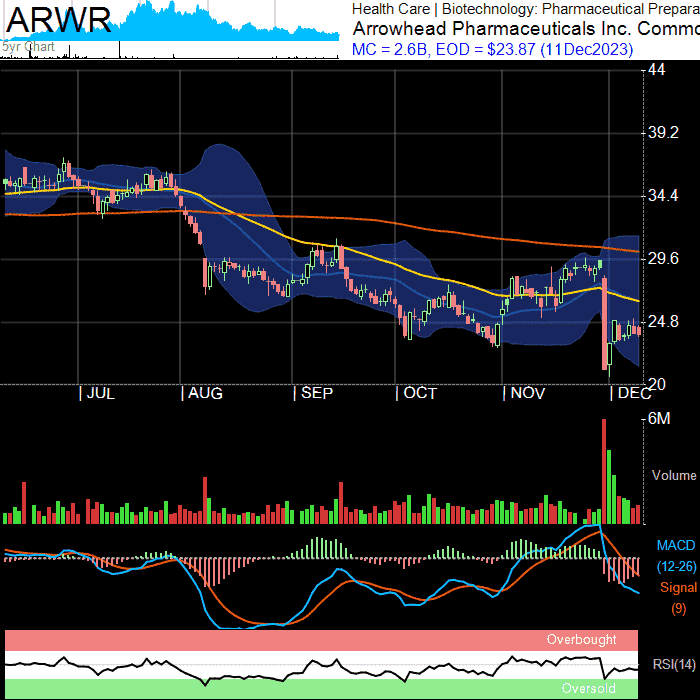 ARWR
5yr Chart
Health Care | Biotechnology: Pharmaceutical Prepara
Arrowhead Pharmaceuticals Inc. Commo
MC = 2.6B, EOD = $23.87 (11Dec2023)
44
39.2
34.4
29.6
24.8
20
JUL AUG SEP OCT NOV DEC
6M
Volume
MACD
(12-26)
Signal
(9)
Overbought
RSI(14)
Oversold